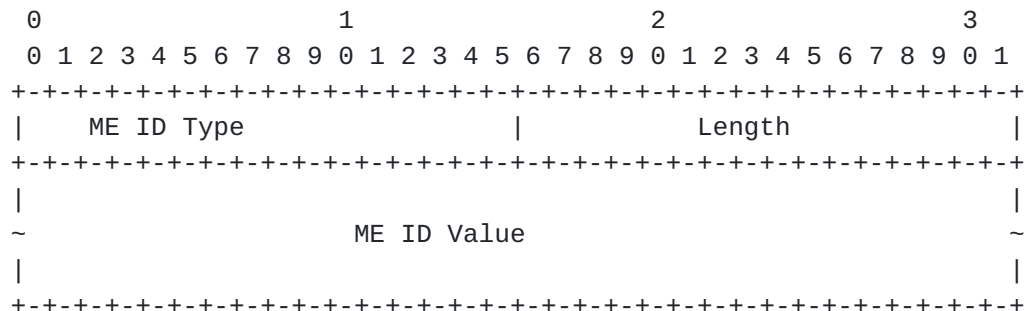 0                   1                   2                   3
 0 1 2 3 4 5 6 7 8 9 0 1 2 3 4 5 6 7 8 9 0 1 2 3 4 5 6 7 8 9 0 1
+-+-+-+-+-+-+-+-+-+-+-+-+-+-+-+-+-+-+-+-+-+-+-+-+-+-+-+-+-+-+-+-+
|    ME ID Type                 |           Length              |
+-+-+-+-+-+-+-+-+-+-+-+-+-+-+-+-+-+-+-+-+-+-+-+-+-+-+-+-+-+-+-+-+
|                                                               |
~                     ME ID Value                               ~
|                                                               |
+-+-+-+-+-+-+-+-+-+-+-+-+-+-+-+-+-+-+-+-+-+-+-+-+-+-+-+-+-+-+-+-+